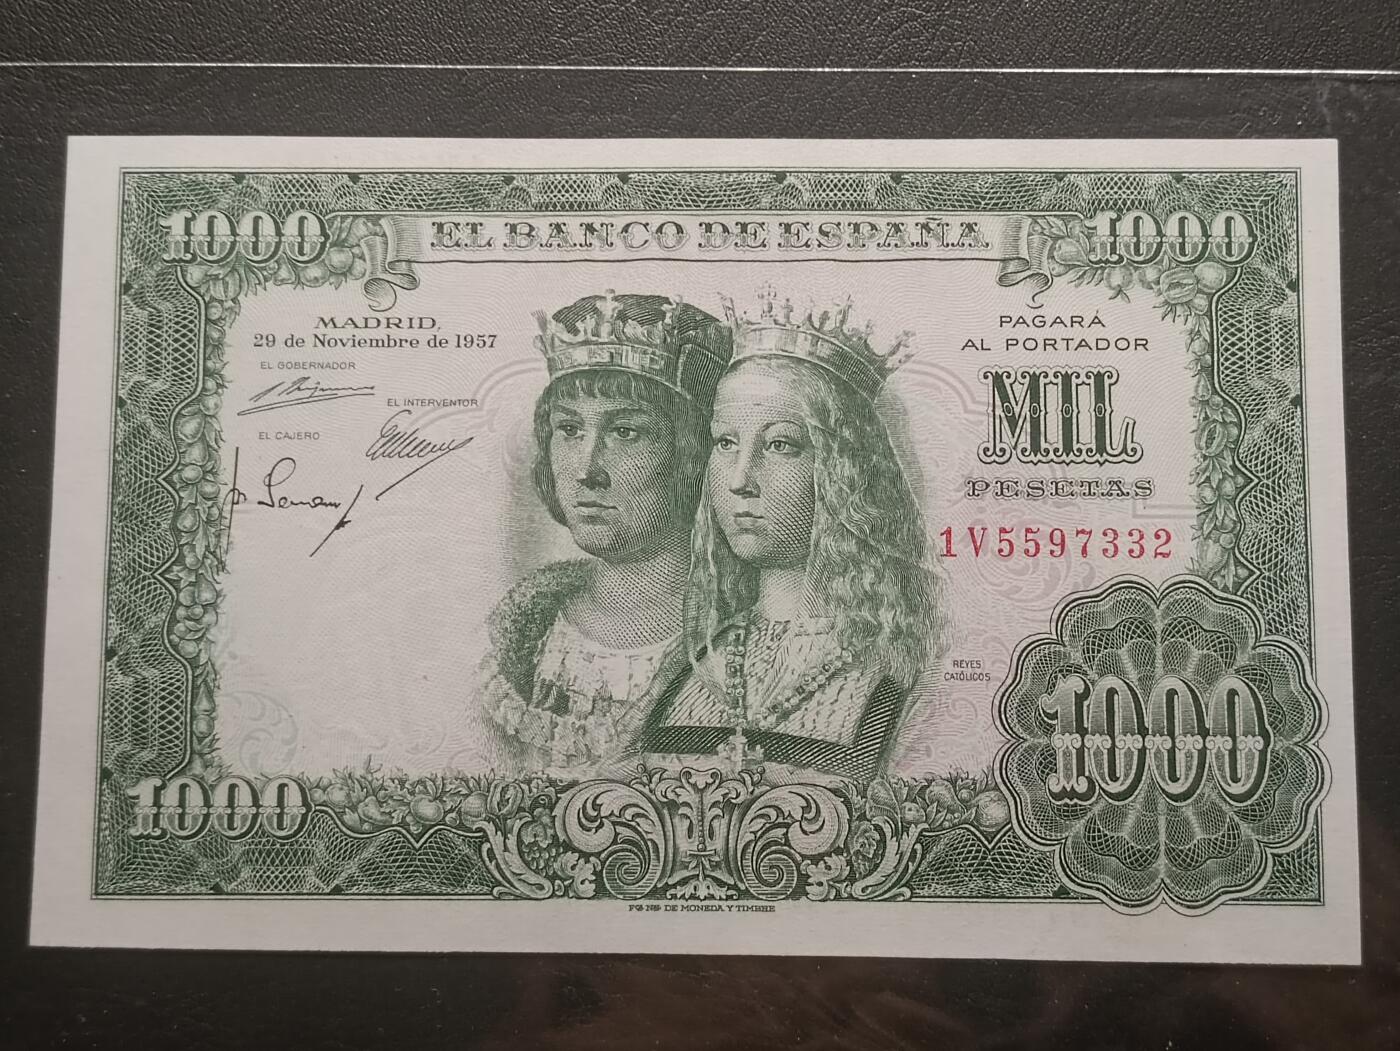 1000 EL BANCO DE ESPAÑA 1000
MADRID,
29 de Noviembre de 1957
EL GOBERNADOR
EL INTERVENTOR
EL CAJERO
PAGARÁ
AL PORTADOR
MIL
PESETAS
1V5597332
REYES
CATÓLICOS
1000
1000
FCA NAL DE MONEDA Y TIMBRE